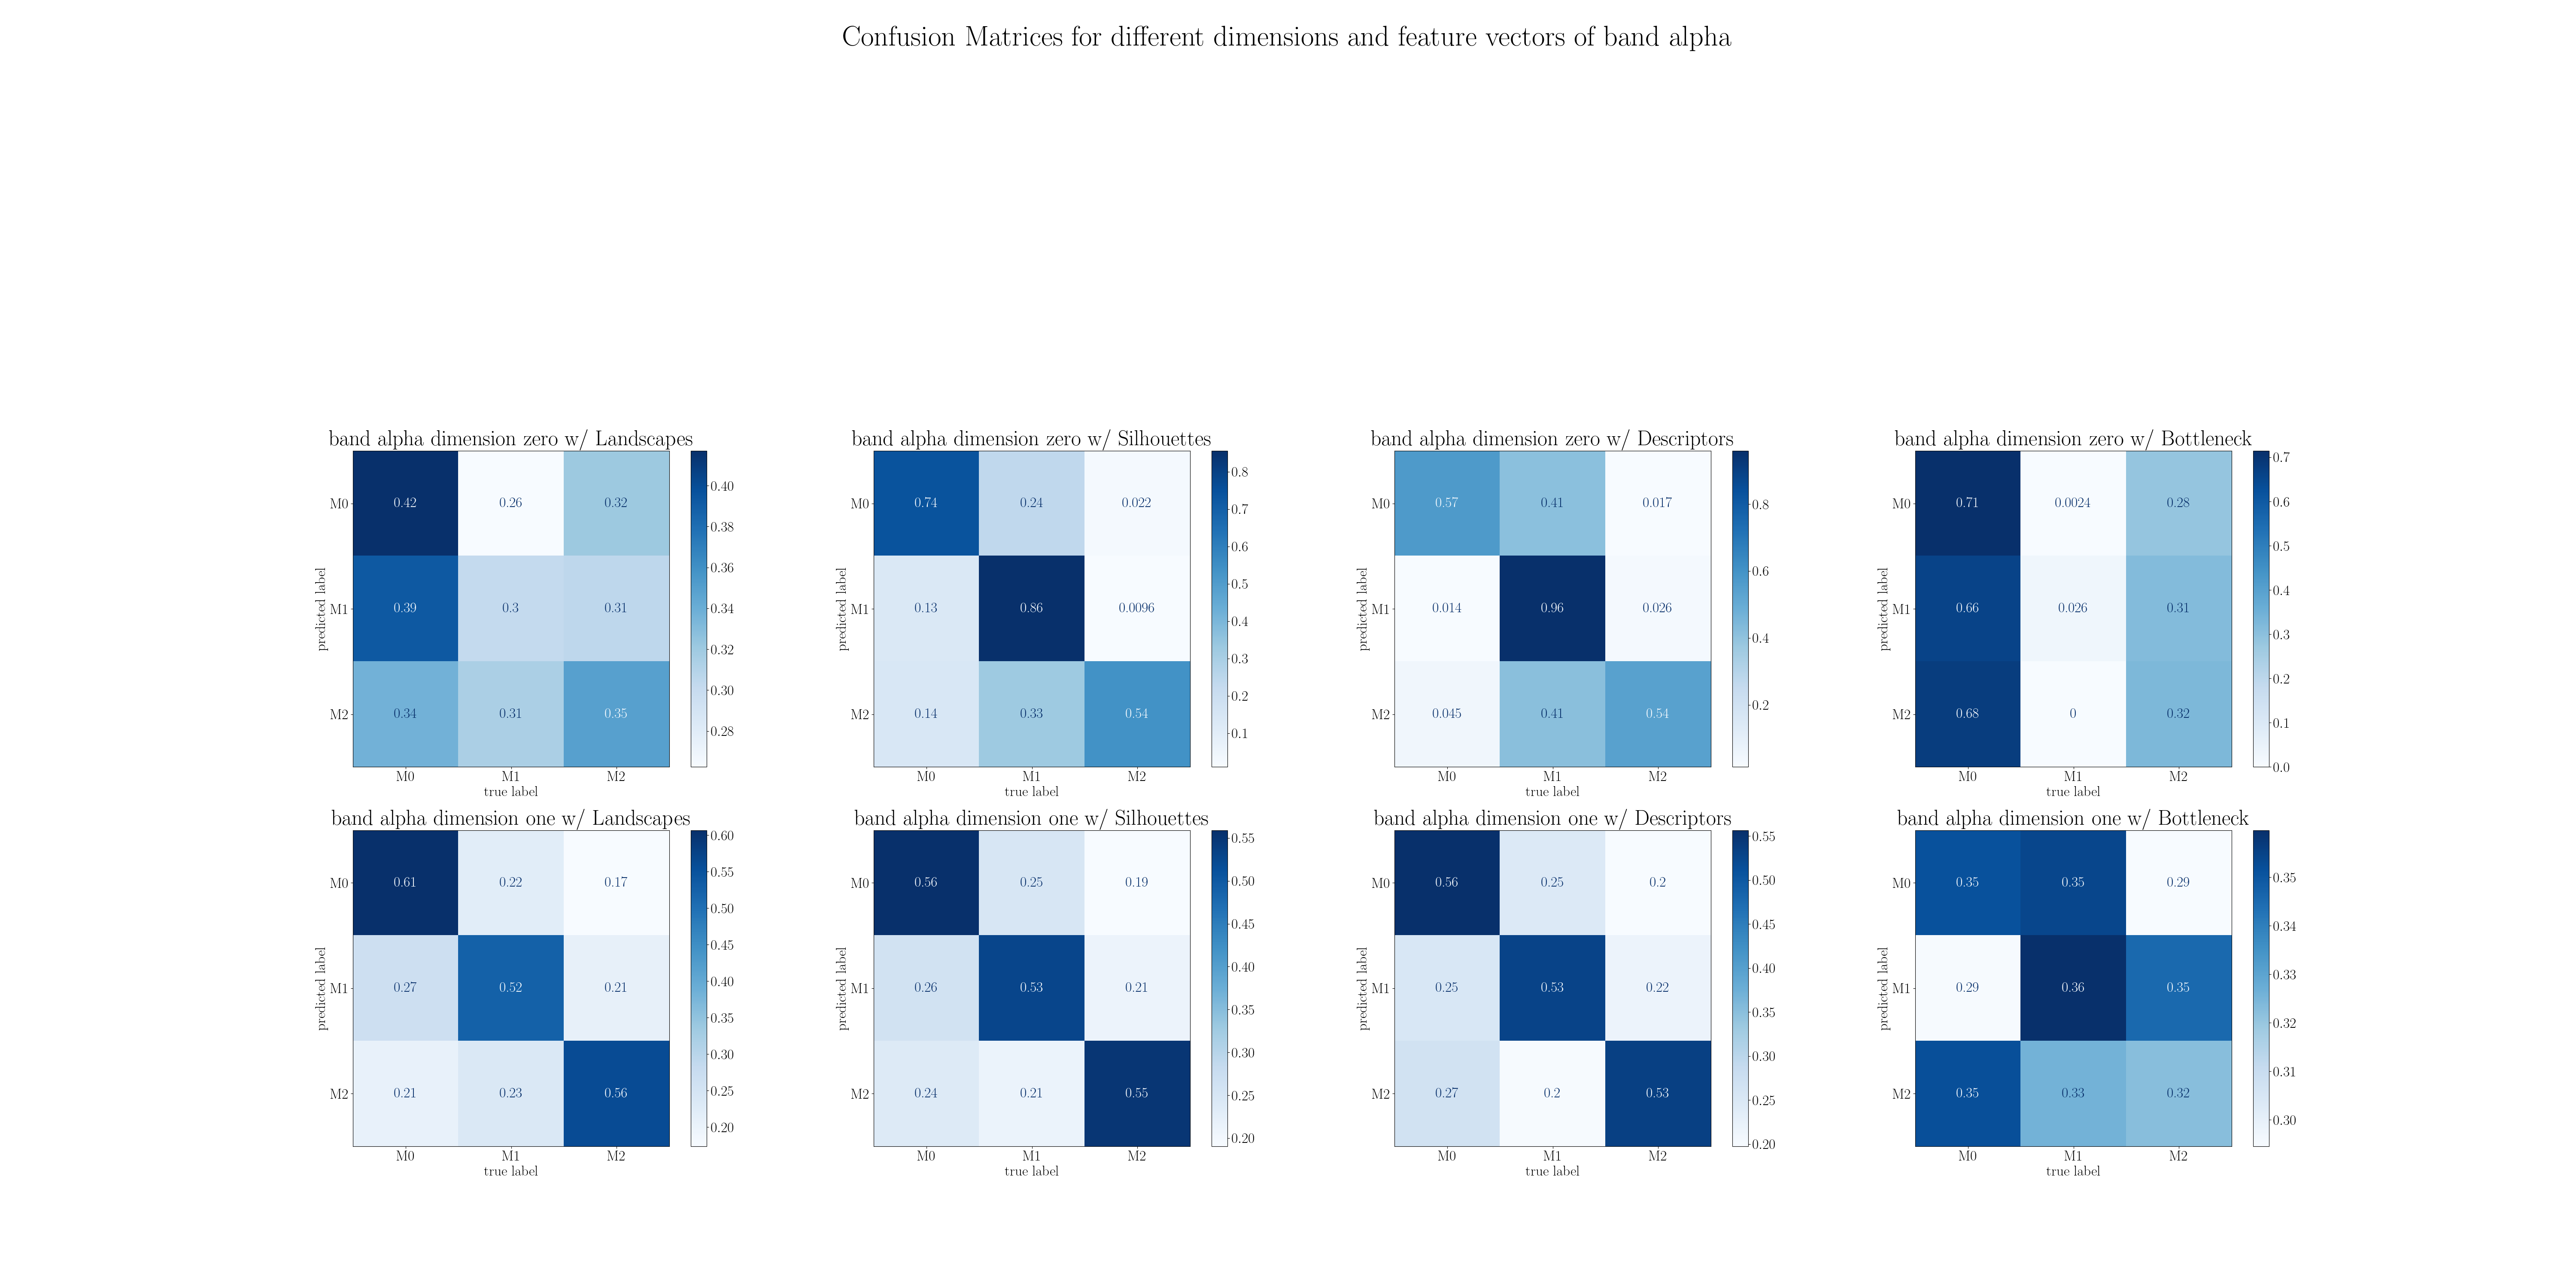 Confusion Matrices for different dimensions and feature vectors of band alpha
band alpha dimension zero w/ Landscapes
predicted label
M0 0.42 0.26 0.32
M1 0.39 0.3 0.31
M2 0.34 0.31 0.35
M0 M1 M2
true label
0.40
0.38
0.36
0.34
0.32
0.30
0.28
band alpha dimension zero w/ Silhouettes
predicted label
M0 0.74 0.24 0.022
M1 0.13 0.86 0.0096
M2 0.14 0.33 0.54
M0 M1 M2
true label
0.8
0.7
0.6
0.5
0.4
0.3
0.2
0.1
band alpha dimension zero w/ Descriptors
predicted label
M0 0.57 0.41 0.017
M1 0.014 0.96 0.026
M2 0.045 0.41 0.54
M0 M1 M2
true label
0.8
0.6
0.4
0.2
band alpha dimension zero w/ Bottleneck
predicted label
M0 0.71 0.0024 0.28
M1 0.66 0.026 0.31
M2 0.68 0 0.32
M0 M1 M2
true label
0.7
0.6
0.5
0.4
0.3
0.2
0.1
0.0
band alpha dimension one w/ Landscapes
predicted label
M0 0.61 0.22 0.17
M1 0.27 0.52 0.21
M2 0.21 0.23 0.56
M0 M1 M2
true label
0.60
0.55
0.50
0.45
0.40
0.35
0.30
0.25
0.20
band alpha dimension one w/ Silhouettes
predicted label
M0 0.56 0.25 0.19
M1 0.26 0.53 0.21
M2 0.24 0.21 0.55
M0 M1 M2
true label
0.55
0.50
0.45
0.40
0.35
0.30
0.25
0.20
band alpha dimension one w/ Descriptors
predicted label
M0 0.56 0.25 0.2
M1 0.25 0.53 0.22
M2 0.27 0.2 0.53
M0 M1 M2
true label
0.55
0.50
0.45
0.40
0.35
0.30
0.25
0.20
band alpha dimension one w/ Bottleneck
predicted label
M0 0.35 0.35 0.29
M1 0.29 0.36 0.35
M2 0.35 0.33 0.32
M0 M1 M2
true label
0.35
0.34
0.33
0.32
0.31
0.30